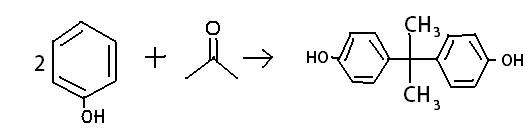 O
CH3
2 + → HO OH
CH3
OH